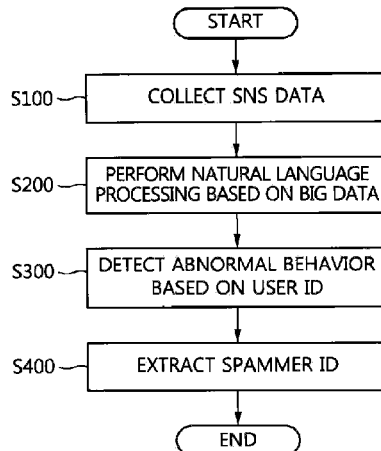 START
S100
COLLECT SNS DATA
S200
PERFORM NATURAL LANGUAGE
PROCESSING BASED ON BIG DATA
S300
DETECT ABNORMAL BEHAVIOR
BASED ON USER ID
S400
EXTRACT SPAMMER ID
END